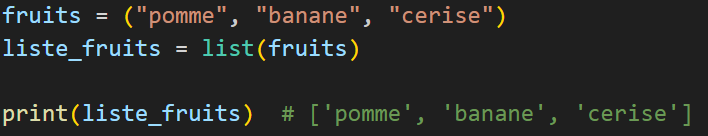 fruits = ("pomme", "banane", "cerise")
liste_fruits = list(fruits)
print(liste_fruits)  # ['pomme', 'banane', 'cerise']